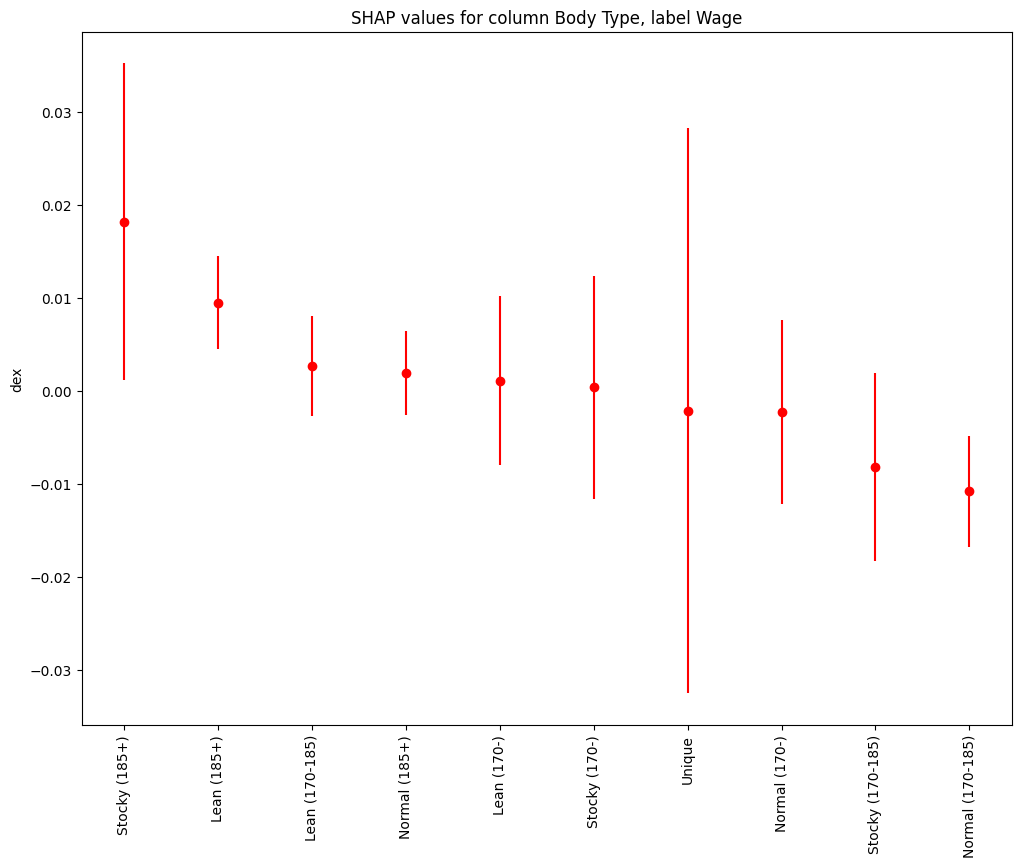 SHAP values for column Body Type, label Wage
dex
0.03
0.02
0.01
0.00
−0.01
−0.02
−0.03
Stocky (185+)
Lean (185+)
Lean (170-185)
Normal (185+)
Lean (170-)
Stocky (170-)
Unique
Normal (170-)
Stocky (170-185)
Normal (170-185)